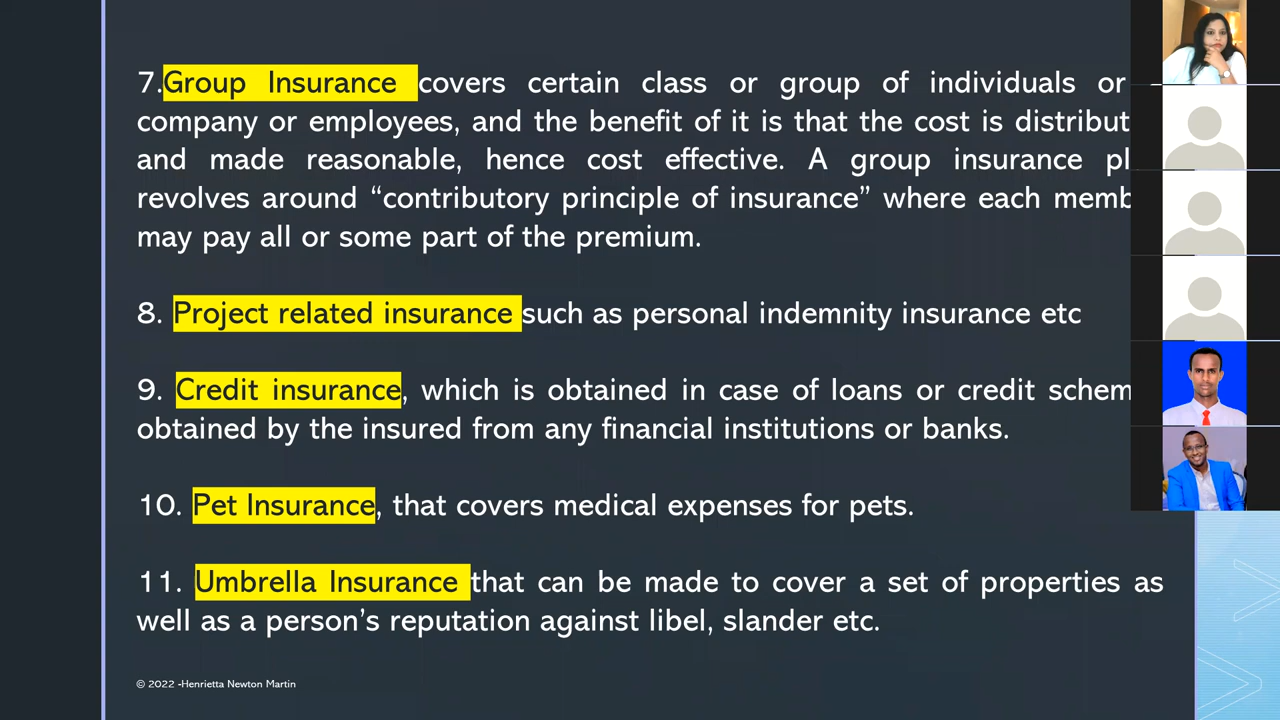 7.Group Insurance covers certain class or group of individuals or
company or employees, and the benefit of it is that the cost is
and made reasonable, hence cost effective. A group insurance
revolves around “contributory principle of insurance” where each
may pay all or some part of the premium.
8. Project related insurance such as personal indemnity insurance etc
9. Credit insurance, which is obtained in case of loans or credit
obtained by the insured from any financial institutions or banks.
10. Pet Insurance, that covers medical expenses for pets.
11. Umbrella Insurance that can be made to cover a set of properties as
well as a person’s reputation against libel, slander etc.
© 2022 -Henrietta Newton Martin